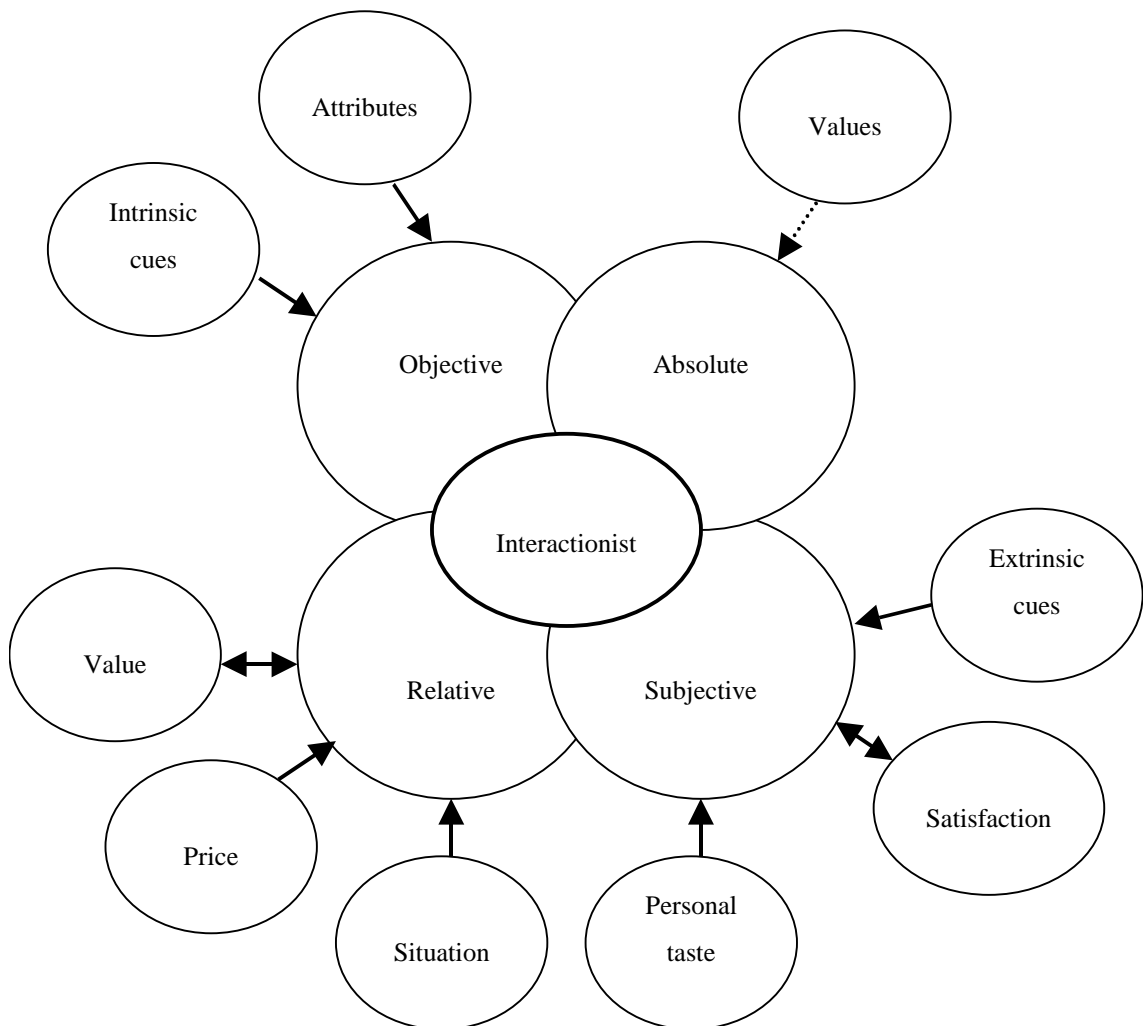 Attributes
Values
Intrinsic
cues
Objective
Absolute
Interactionist
Extrinsic
cues
Value
Relative
Subjective
Satisfaction
Price
Personal
taste
Situation